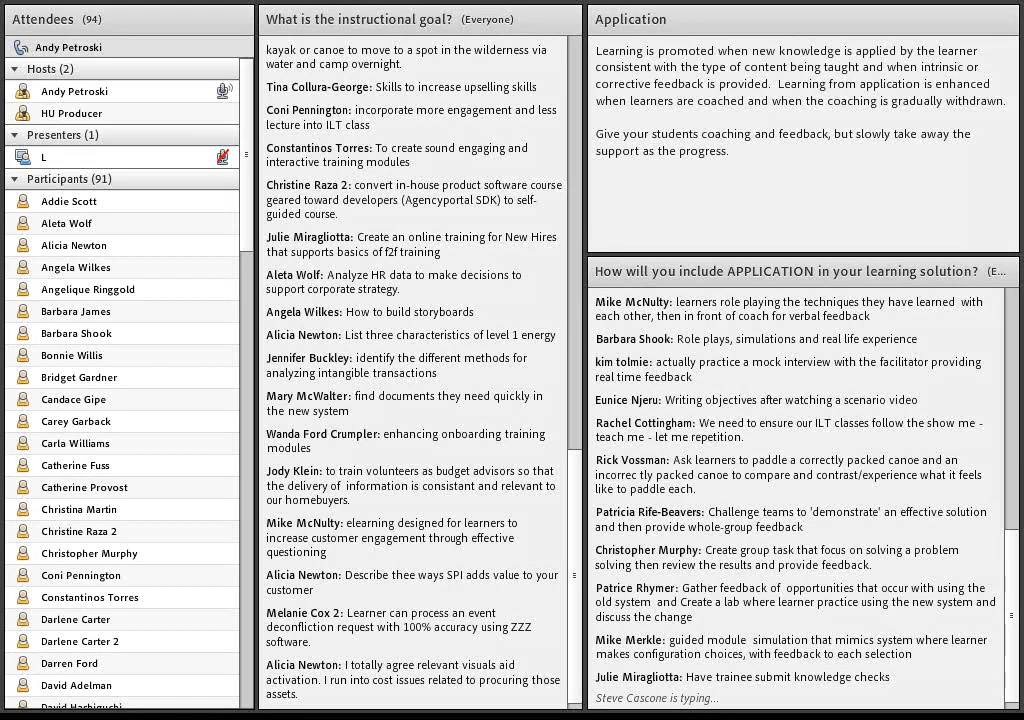 Attendees (94)
Andy Petroski
Hosts (2)
Andy Petroski
HU Producer
Presenters (1)
L
Participants (91)
Addie Scott
Aleta Wolf
Alicia Newton
Angela Wilkes
Angelique Ringgold
Barbara James
Barbara Shook
Bonnie Willis
Bridget Gardner
Candace Gipe
Carey Garback
Carla Williams
Catherine Fuss
Catherine Provost
Christina Martin
Christine Raza 2
Christopher Murphy
Coni Pennington
Constantinos Torres
Darlene Carter
Darlene Carter 2
Darren Ford
David Adelman
What is the instructional goal? (Everyone)
kayak or canoe to move to a spot in the wilderness via
water and camp overnight.
Tina Collura-George: Skills to increase upselling skills
Coni Pennington: incorporate more engagement and less
lecture into ILT class
Constantinos Torres: To create sound engaging and
interactive training modules
Christine Raza 2: convert in-house product software course
geared toward developers (Agencyportal SDK) to self-
guided course.
Julie Miragliotta: Create an online training for New Hires
that supports basics of f2f training
Aleta Wolf: Analyze HR data to make decisions to
support corporate strategy.
Angela Wilkes: How to build storyboards
Alicia Newton: List three characteristics of level 1 energy
Jennifer Buckley: identify the different methods for
analyzing intangible transactions
Mary McWalter: find documents they need quickly in
the new system
Wanda Ford Crumpler: enhancing onboarding training
modules
Jody Klein: to train volunteers as budget advisors so that
the delivery of information is consistant and relevant to
our homebuyers.
Mike McNulty: elearning designed for learners to
increase customer engagement through effective
questioning
Alicia Newton: Describe thee ways SPI adds value to your
customer
Melanie Cox 2: Learner can process an event
deconfliction request with 100% accuracy using ZZZ
software.
Alicia Newton: I totally agree relevant visuals aid
activation. I run into cost issues related to procuring those
assets.
Application
Learning is promoted when new knowledge is applied by the learner
consistent with the type of content being taught and when intrinsic or
corrective feedback is provided. Learning from application is enhanced
when learners are coached and when the coaching is gradually withdrawn.
Give your students coaching and feedback, but slowly take away the
support as the progress.
How will you include APPLICATION in your learning solution? (E...
Mike McNulty: learners role playing the techniques they have learned with
each other, then in front of coach for verbal feedback
Barbara Shook: Role plays, simulations and real life experience
kim tolmie: actually practice a mock interview with the facilitator providing
real time feedback
Eunice Njeru: Writing objectives after watching a scenario video
Rachel Cottingham: We need to ensure our ILT classes follow the show me -
teach me - let me repetition.
Rick Vossman: Ask learners to paddle a correctly packed canoe and an
incorrec tly packed canoe to compare and contrast/experience what it feels
like to paddle each.
Patricia Rife-Beavers: Challenge teams to 'demonstrate' an effective solution
and then provide whole-group feedback
Christopher Murphy: Create group task that focus on solving a problem
solving then review the results and provide feedback.
Patrice Rhymer: Gather feedback of opportunities that occur with using the
old system and Create a lab where learner practice using the new system and
discuss the change
Mike Merkle: guided module simulation that mimics system where learner
makes configuration choices, with feedback to each selection
Julie Miragliotta: Have trainee submit knowledge checks
Steve Cascone is typing...